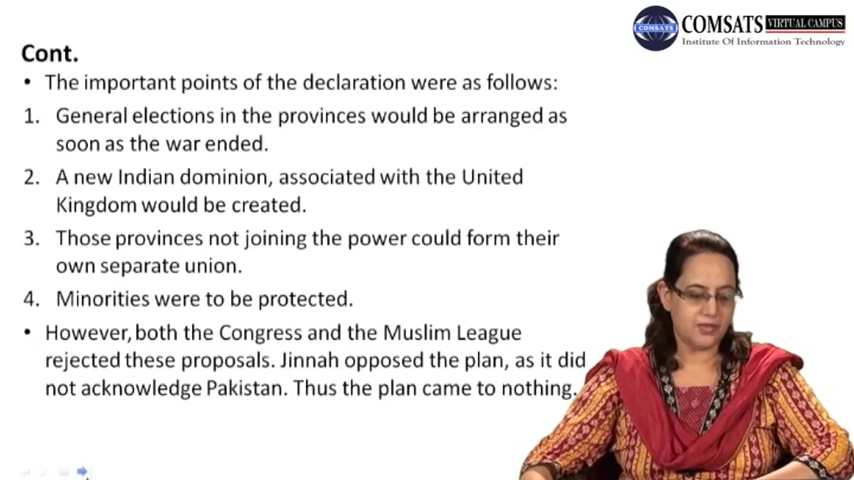 COMSATS
COMSATS VIRTUAL CAMPUS
Institute Of Information Technology
Cont.
• The important points of the declaration were as follows:
1. General elections in the provinces would be arranged as
soon as the war ended.
2. A new Indian dominion, associated with the United
Kingdom would be created.
3. Those provinces not joining the power could form their
own separate union.
4. Minorities were to be protected.
• However, both the Congress and the Muslim League
rejected these proposals. Jinnah opposed the plan, as it did
not acknowledge Pakistan. Thus the plan came to nothing.